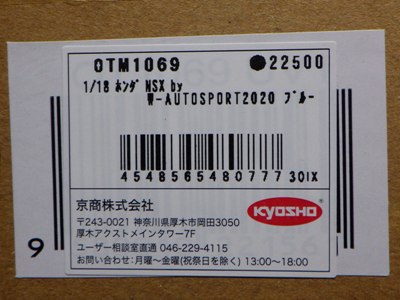 OTM1069 ●22500
1/18 ホンダ NSX by
W-AUTOSPORT2020 ブルー
4548565480777 301X
京商株式会社
KYOSHO
〒243-0021 神奈川県厚木市岡田3050
厚木アクストメインタワー7F
ユーザー相談室直通 046-229-4115
お問い合わせ:月曜〜金曜(祝祭日を除く)13:00〜18:00
9